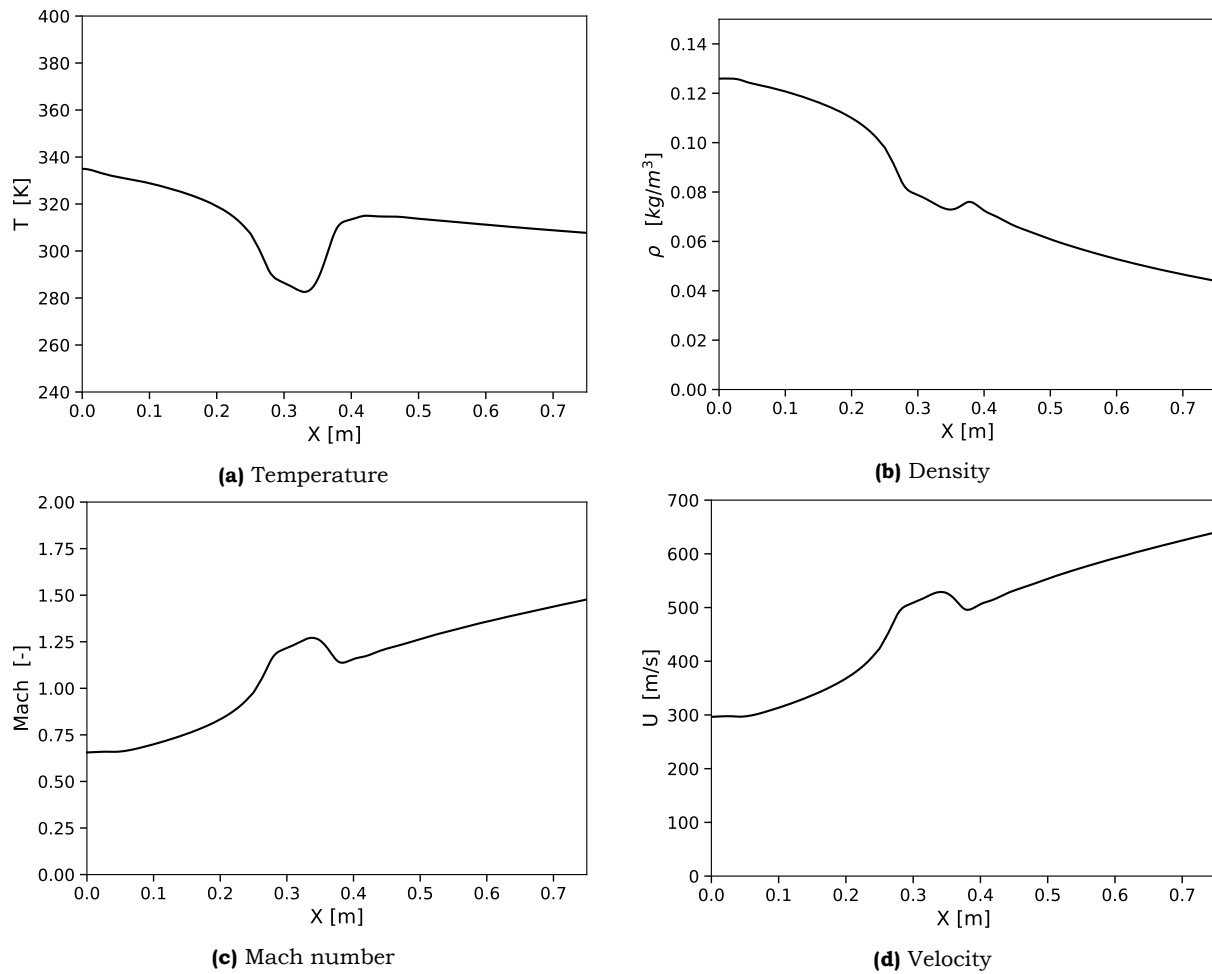 400
380
360
340
320
300
280
260
240
T [K]
0.0 0.1 0.2 0.3 0.4 0.5 0.6 0.7
X [m]
(a) Temperature
0.14
0.12
0.10
0.08
0.06
0.04
0.02
0.00
ρ [kg/m³]
0.0 0.1 0.2 0.3 0.4 0.5 0.6 0.7
X [m]
(b) Density
2.00
1.75
1.50
1.25
1.00
0.75
0.50
0.25
0.00
Mach [-]
0.0 0.1 0.2 0.3 0.4 0.5 0.6 0.7
X [m]
(c) Mach number
700
600
500
400
300
200
100
0
U [m/s]
0.0 0.1 0.2 0.3 0.4 0.5 0.6 0.7
X [m]
(d) Velocity